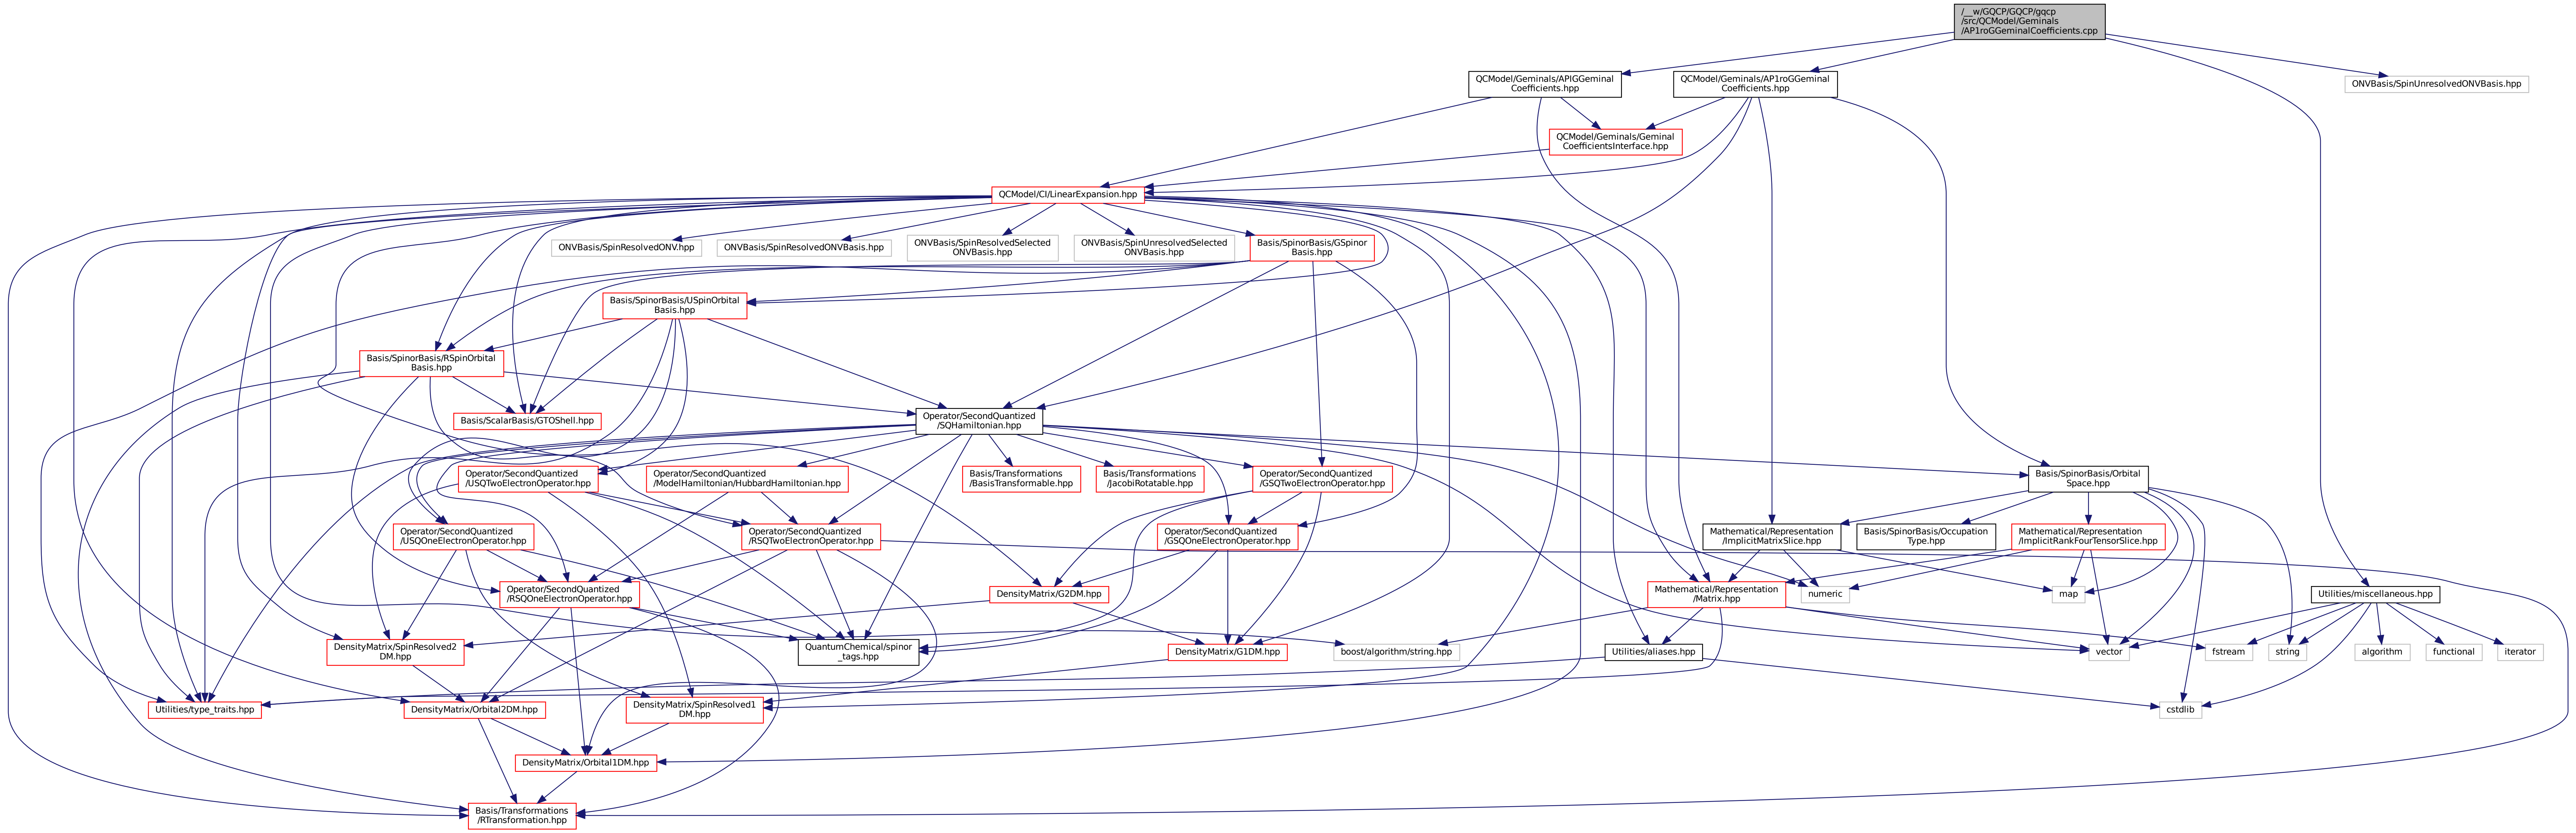 /__w/GQCP/GQCP/gqcp
/src/QCModel/Geminals
/AP1roGGeminalCoefficients.cpp
QCModel/Geminals/APIGGeminal
Coefficients.hpp
QCModel/Geminals/AP1roGGeminal
Coefficients.hpp
ONVBasis/SpinUnresolvedONVBasis.hpp
QCModel/Geminals/Geminal
CoefficientsInterface.hpp
QCModel/CI/LinearExpansion.hpp
ONVBasis/SpinResolvedONV.hpp
ONVBasis/SpinResolvedONVBasis.hpp
ONVBasis/SpinResolvedSelected
ONVBasis.hpp
ONVBasis/SpinUnresolvedSelected
ONVBasis.hpp
Basis/SpinorBasis/GSpinor
Basis.hpp
Basis/SpinorBasis/USpinOrbital
Basis.hpp
Basis/SpinorBasis/RSpinOrbital
Basis.hpp
Basis/ScalarBasis/GTOShell.hpp
Operator/SecondQuantized
/SQHamiltonian.hpp
Operator/SecondQuantized
/USQTwoElectronOperator.hpp
Operator/SecondQuantized
/ModelHamiltonian/HubbardHamiltonian.hpp
Basis/Transformations
/BasisTransformable.hpp
Basis/Transformations
/JacobiRotatable.hpp
Operator/SecondQuantized
/GSQTwoElectronOperator.hpp
Basis/SpinorBasis/Orbital
Space.hpp
Operator/SecondQuantized
/USQOneElectronOperator.hpp
Operator/SecondQuantized
/RSQTwoElectronOperator.hpp
Operator/SecondQuantized
/GSQOneElectronOperator.hpp
Mathematical/Representation
/ImplicitMatrixSlice.hpp
Basis/SpinorBasis/Occupation
Type.hpp
Mathematical/Representation
/ImplicitRankFourTensorSlice.hpp
Operator/SecondQuantized
/RSQOneElectronOperator.hpp
DensityMatrix/G2DM.hpp
Mathematical/Representation
/Matrix.hpp
numeric
map
Utilities/miscellaneous.hpp
DensityMatrix/SpinResolved2
DM.hpp
QuantumChemical/spinor
_tags.hpp
DensityMatrix/G1DM.hpp
boost/algorithm/string.hpp
Utilities/aliases.hpp
vector
fstream
string
algorithm
functional
iterator
Utilities/type_traits.hpp
DensityMatrix/Orbital2DM.hpp
DensityMatrix/SpinResolved1
DM.hpp
cstdlib
DensityMatrix/Orbital1DM.hpp
Basis/Transformations
/RTransformation.hpp